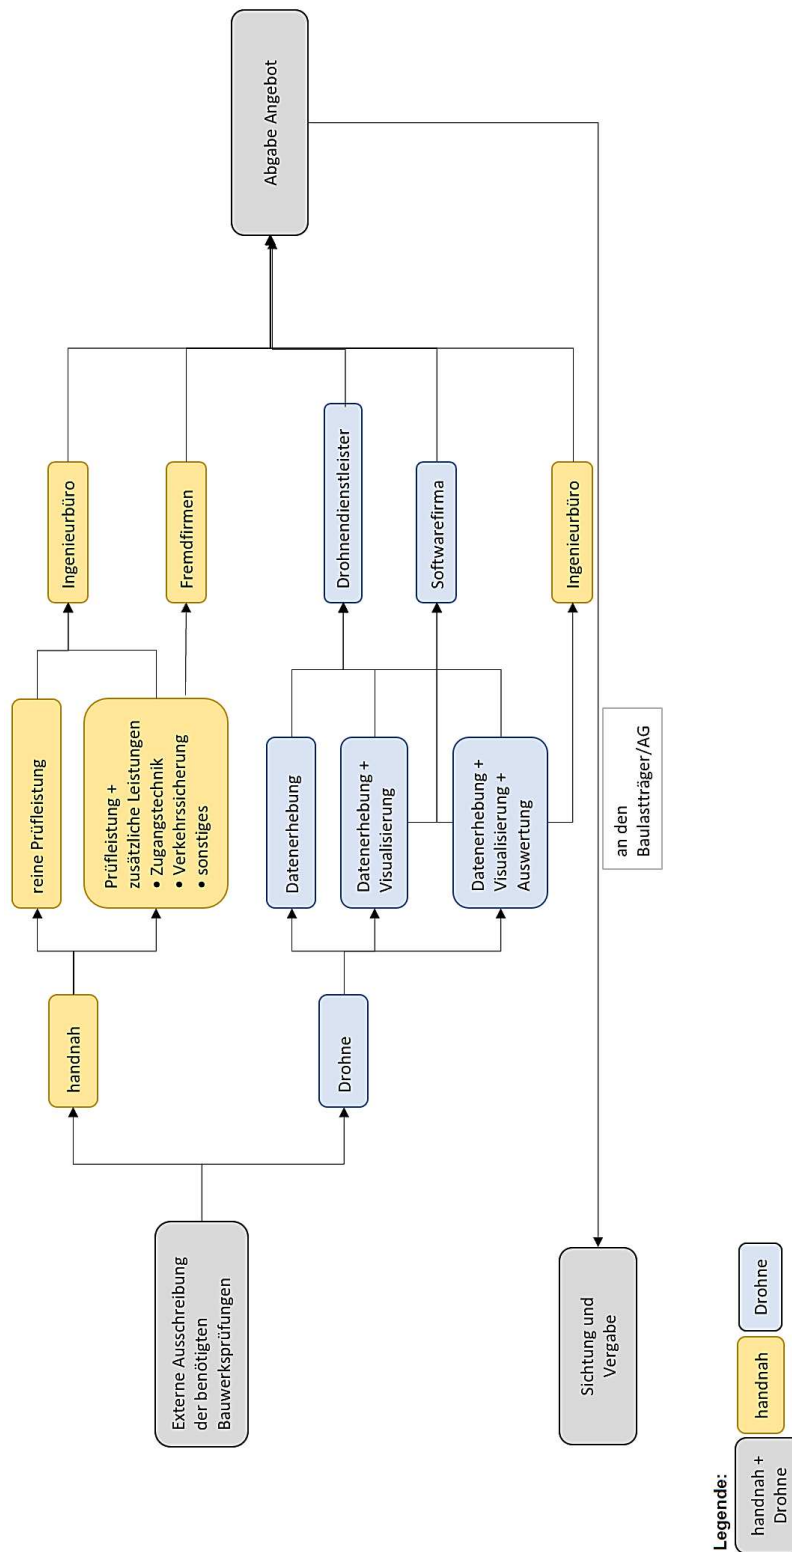 Externe Ausschreibung
der benötigten
Bauwerksprüfungen
handnah
Drohne
reine Prüfleistung
Prüfleistung +
zusätzliche Leistungen
• Zugangstechnik
• Verkehrssicherung
• sonstiges
Datenerhebung
Datenerhebung +
Visualisierung
Datenerhebung +
Visualisierung +
Auswertung
Ingenieurbüro
Fremdfirmen
Drohnendienstleister
Softwarefirma
Ingenieurbüro
Abgabe Angebot
an den
Baulastträger/AG
Sichtung und
Vergabe
Legende:
handnah +
Drohne
handnah
Drohne